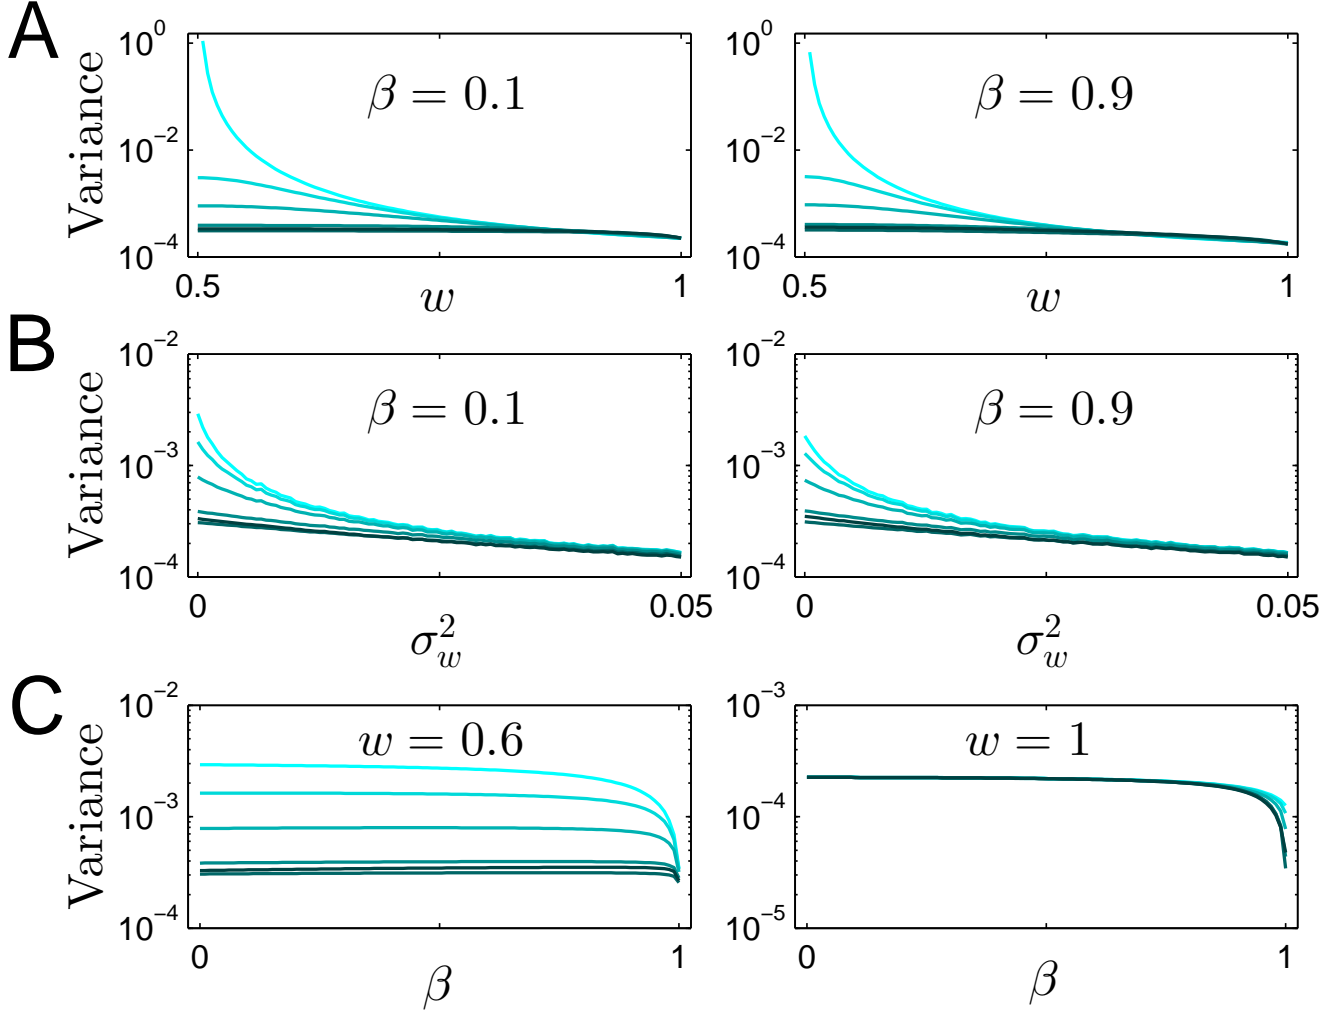 A
Variance
10^0
10^−2
10^−4
β = 0.1
0.5
w
1
10^0
10^−2
10^−4
β = 0.9
0.5
w
1
B
Variance
10^−2
10^−3
10^−4
β = 0.1
0
σ_w^2
0.05
10^−2
10^−3
10^−4
β = 0.9
0
σ_w^2
0.05
C
Variance
10^−2
10^−3
10^−4
w = 0.6
0
β
1
10^−3
10^−4
10^−5
w = 1
0
β
1